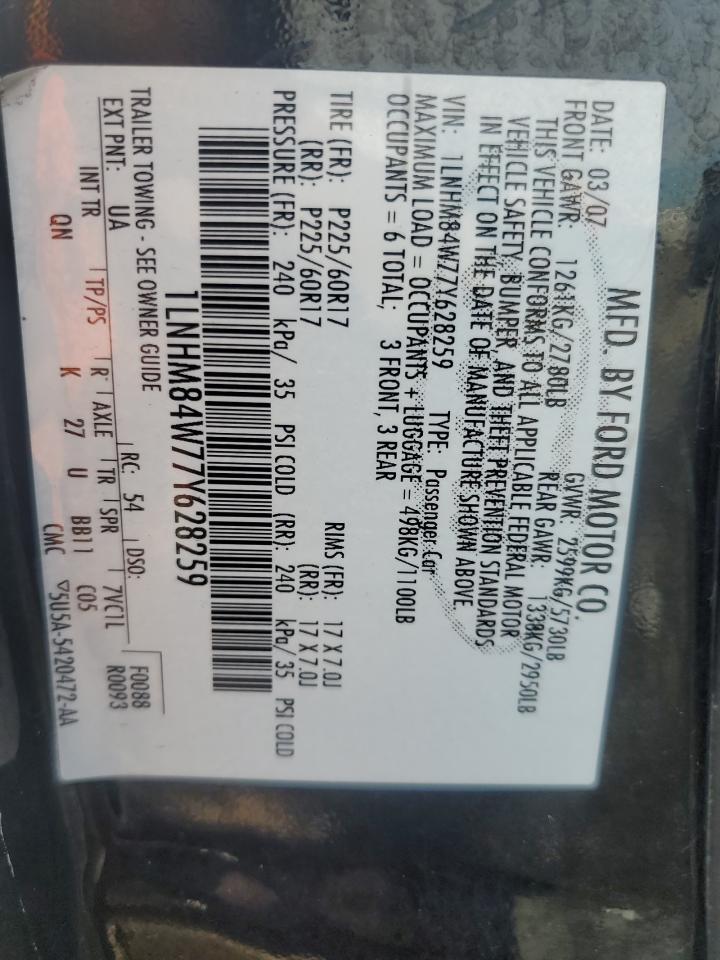 MFD. BY FORD MOTOR CO.
DATE: 03/07 GVWR: 2599KG/5730LB
FRONT GAWR: 1261KG/2780LB REAR GAWR: 1338KG/2950LB
THIS VEHICLE CONFORMS TO ALL APPLICABLE FEDERAL MOTOR
VEHICLE SAFETY, BUMPER, AND THEFT PREVENTION STANDARDS
IN EFFECT ON THE DATE OF MANUFACTURE SHOWN ABOVE.
VIN: 1LNHM84W77Y628259 TYPE: Passenger Car
MAXIMUM LOAD = OCCUPANTS + LUGGAGE = 498KG/1100LB
OCCUPANTS = 6 TOTAL, 3 FRONT, 3 REAR
TIRE (FR): P225/60R17 RIMS (FR): 17 X 7.0J
(RR): P225/60R17 (RR): 17 X 7.0J
PRESSURE (FR): 240 kPa/ 35 PSI COLD (RR): 240 kPa/ 35 PSI COLD
1LNHM84W77Y628259
TRAILER TOWING - SEE OWNER GUIDE
RC: 54 DSO: F0088
EXT PNT: UA R0093
INT TR TP/PS R AXLE TR SPR 7VC1L
QN K 27 U BB11 C05
CMC ▽5U5A-5420472-AA